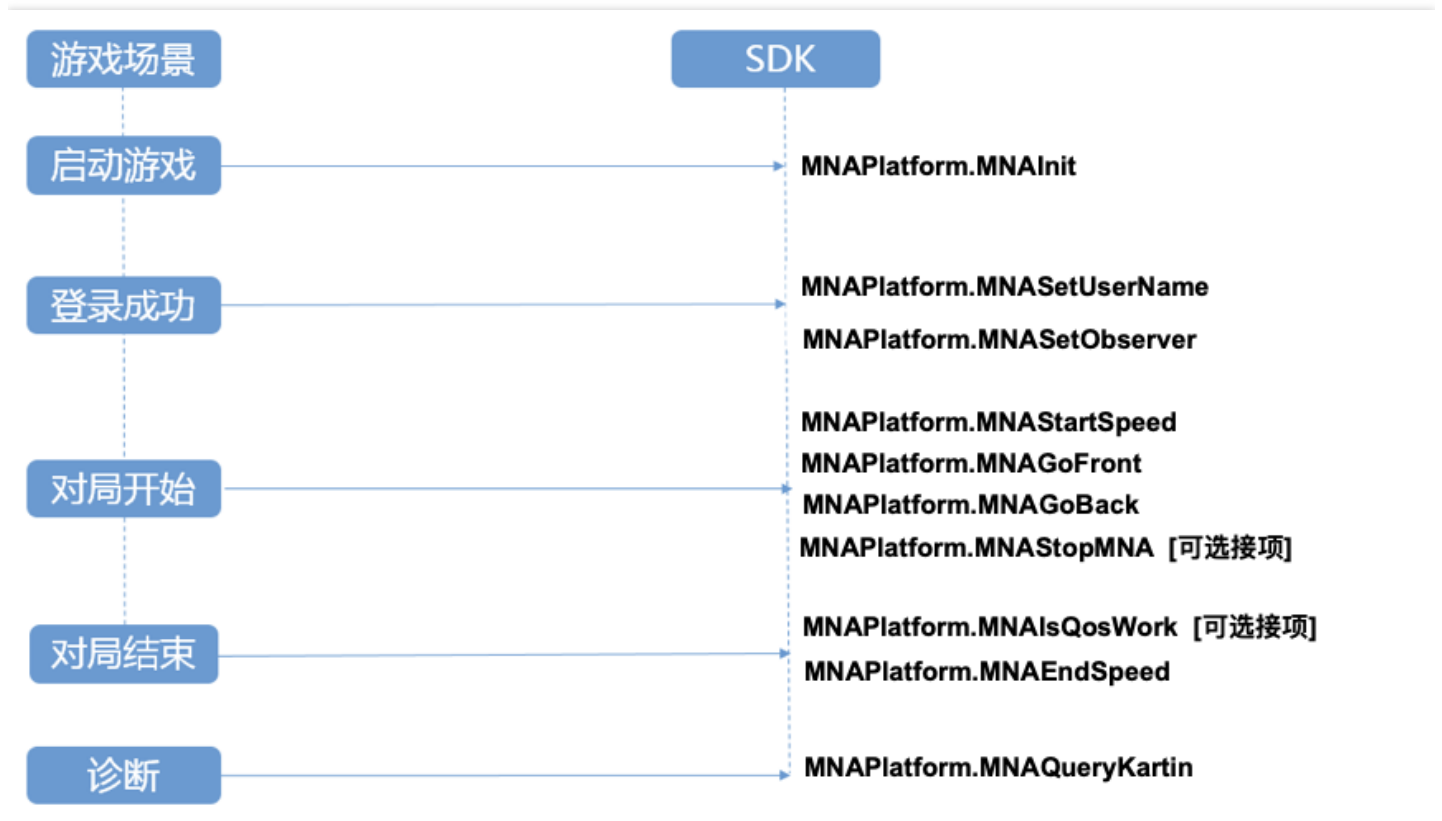 游戏场景
SDK
启动游戏
MNAPlatform.MNAInit
登录成功
MNAPlatform.MNASetUserName
MNAPlatform.MNASetObserver
对局开始
MNAPlatform.MNAStartSpeed
MNAPlatform.MNAGoFront
MNAPlatform.MNAGoBack
MNAPlatform.MNAStopMNA [可选接项]
对局结束
MNAPlatform.MNAIsQosWork [可选接项]
MNAPlatform.MNAEndSpeed
诊断
MNAPlatform.MNAQueryKartin